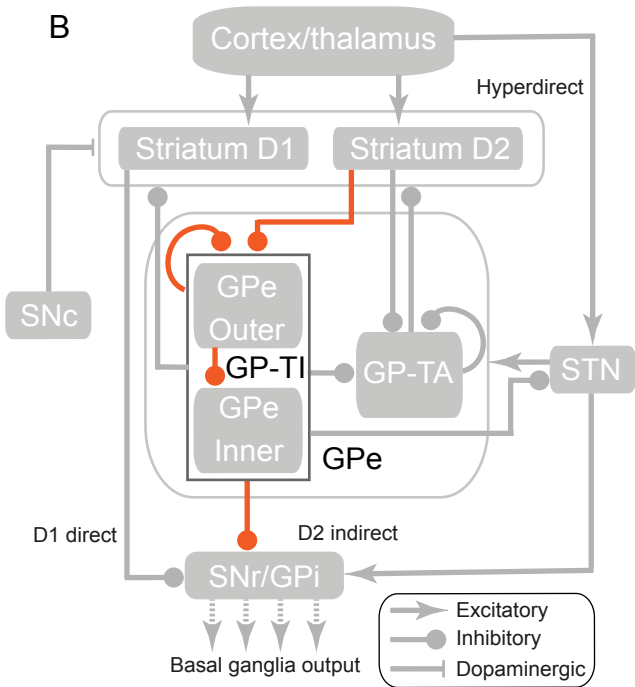 B
Cortex/thalamus
Hyperdirect
Striatum D1
Striatum D2
SNc
GPe
Outer
GP-TI
GP-TA
STN
GPe
Inner
GPe
D1 direct
D2 indirect
SNr/GPi
Basal ganglia output
Excitatory
Inhibitory
Dopaminergic